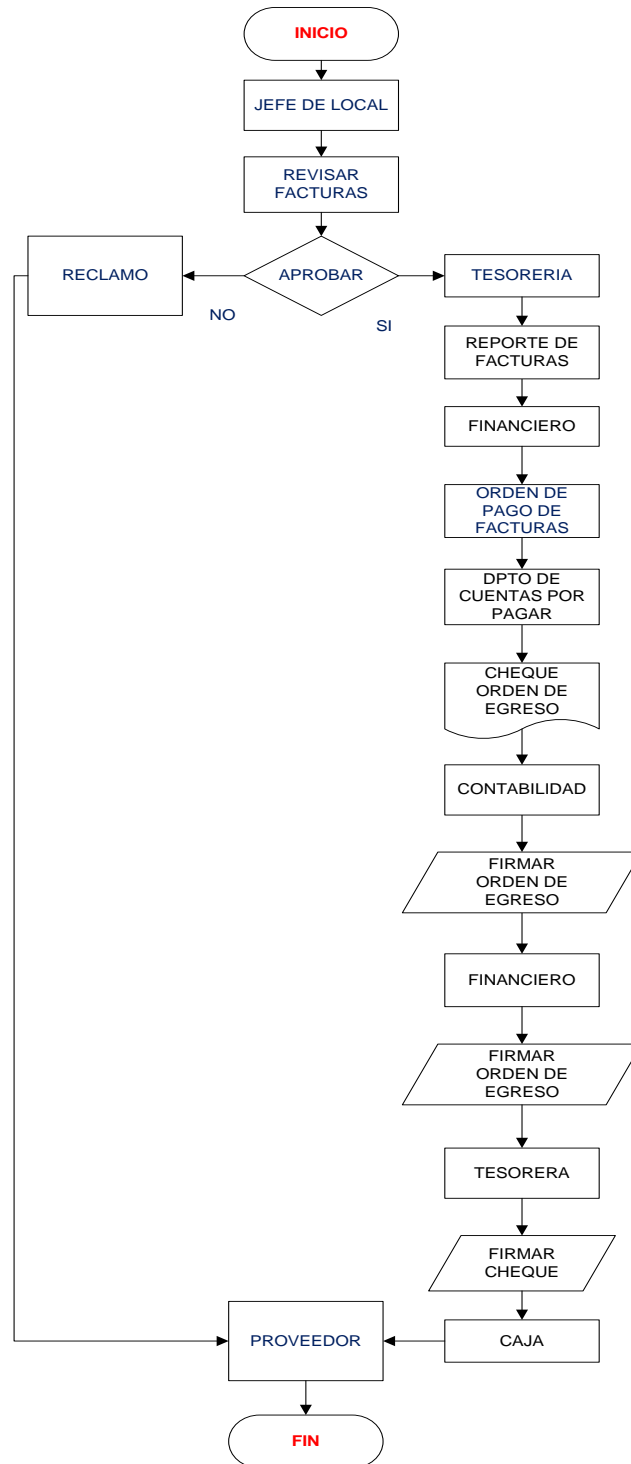 INICIO
JEFE DE LOCAL
REVISAR
FACTURAS
RECLAMO
APROBAR
TESORERIA
NO
SI
REPORTE DE
FACTURAS
FINANCIERO
ORDEN DE
PAGO DE
FACTURAS
DPTO DE
CUENTAS POR
PAGAR
CHEQUE
ORDEN DE
EGRESO
CONTABILIDAD
FIRMAR
ORDEN DE
EGRESO
FINANCIERO
FIRMAR
ORDEN DE
EGRESO
TESORERA
FIRMAR
CHEQUE
PROVEEDOR
CAJA
FIN